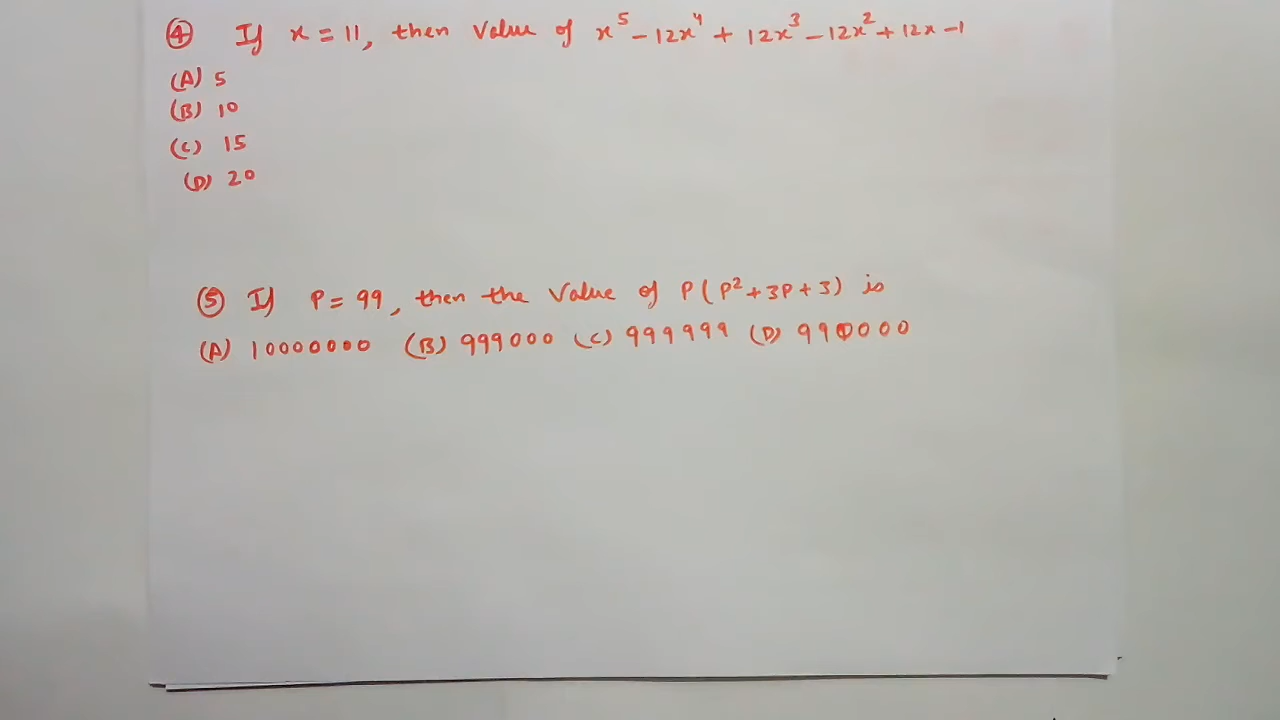 ④ If x = 11, then value of x⁵ - 12x⁴ + 12x³ - 12x² + 12x - 1
(A) 5
(B) 10
(C) 15
(D) 20
⑤ If P = 99, then the value of P(P² + 3P + 3) is
(A) 10000000 (B) 999000 (C) 999999 (D) 990000